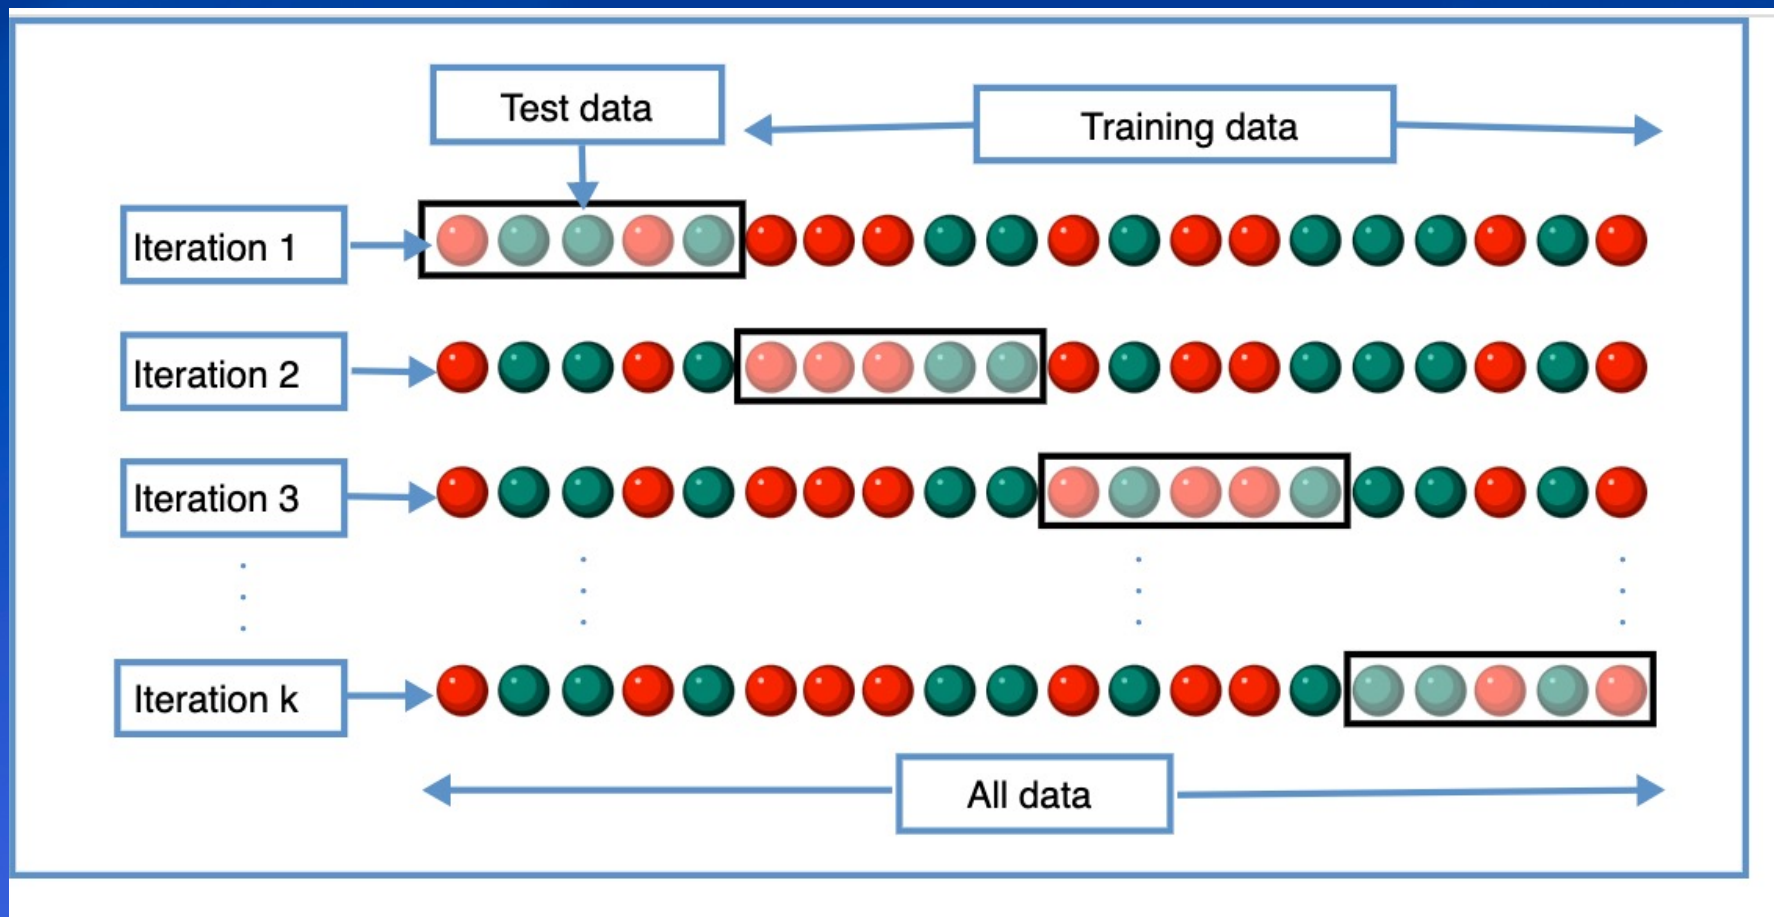 Test data
Training data
Iteration 1
Iteration 2
Iteration 3
Iteration k
All data